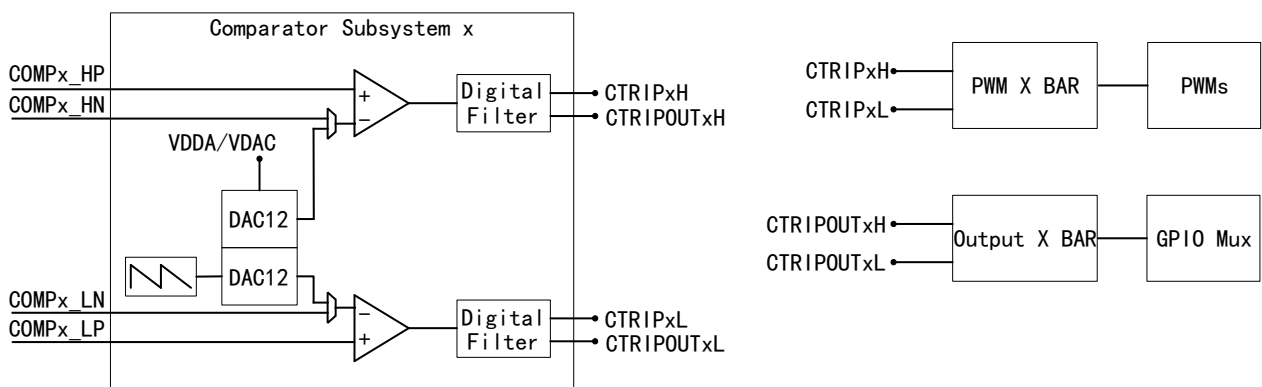 Comparator Subsystem x
COMPx_HP
COMPx_HN
+
−
Digital
Filter
CTRIPxH
CTRIPOUTxH
VDDA/VDAC
DAC12
DAC12
COMPx_LN
COMPx_LP
−
+
Digital
Filter
CTRIPxL
CTRIPOUTxL
CTRIPxH
CTRIPxL
PWM X BAR
PWMs
CTRIPOUTxH
CTRIPOUTxL
Output X BAR
GPIO Mux